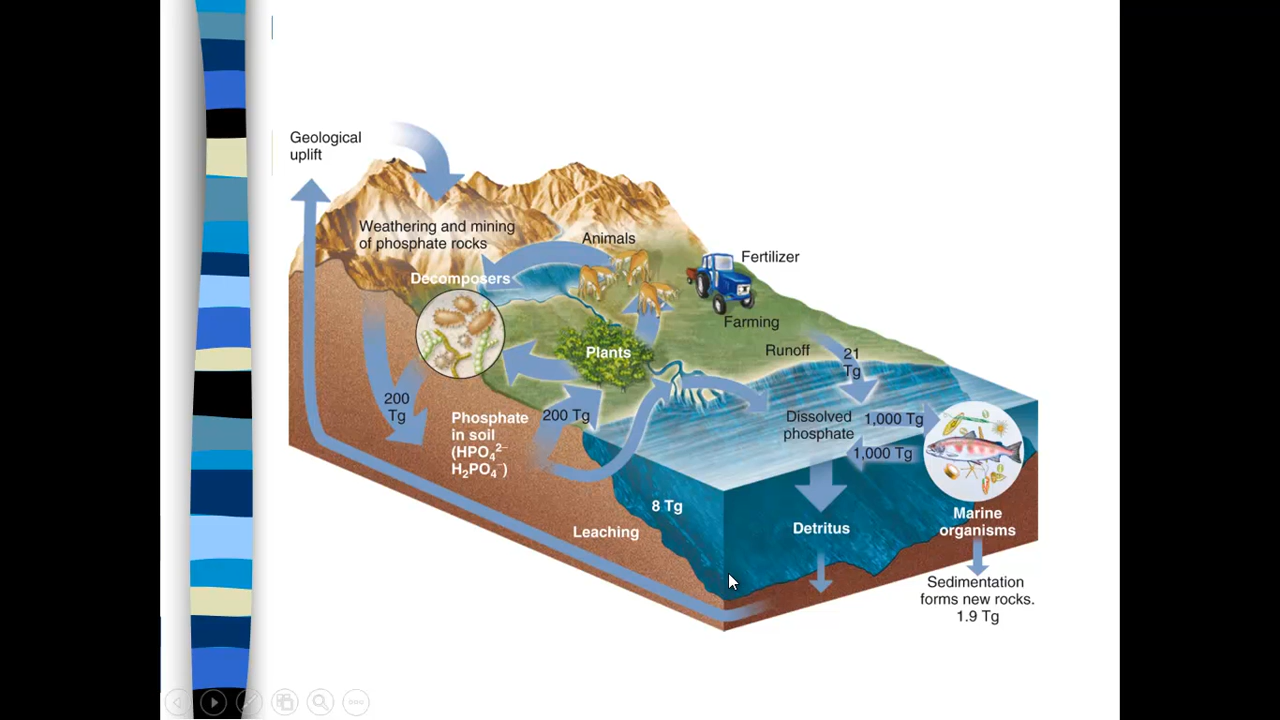 Geological
uplift
Weathering and mining
of phosphate rocks
Animals
Fertilizer
Decomposers
Farming
Plants
Runoff
21
Tg
200
Tg
Phosphate
in soil
(HPO₄²⁻
H₂PO₄⁻)
200 Tg
Dissolved
phosphate
1,000 Tg
1,000 Tg
8 Tg
Leaching
Detritus
Marine
organisms
Sedimentation
forms new rocks.
1.9 Tg